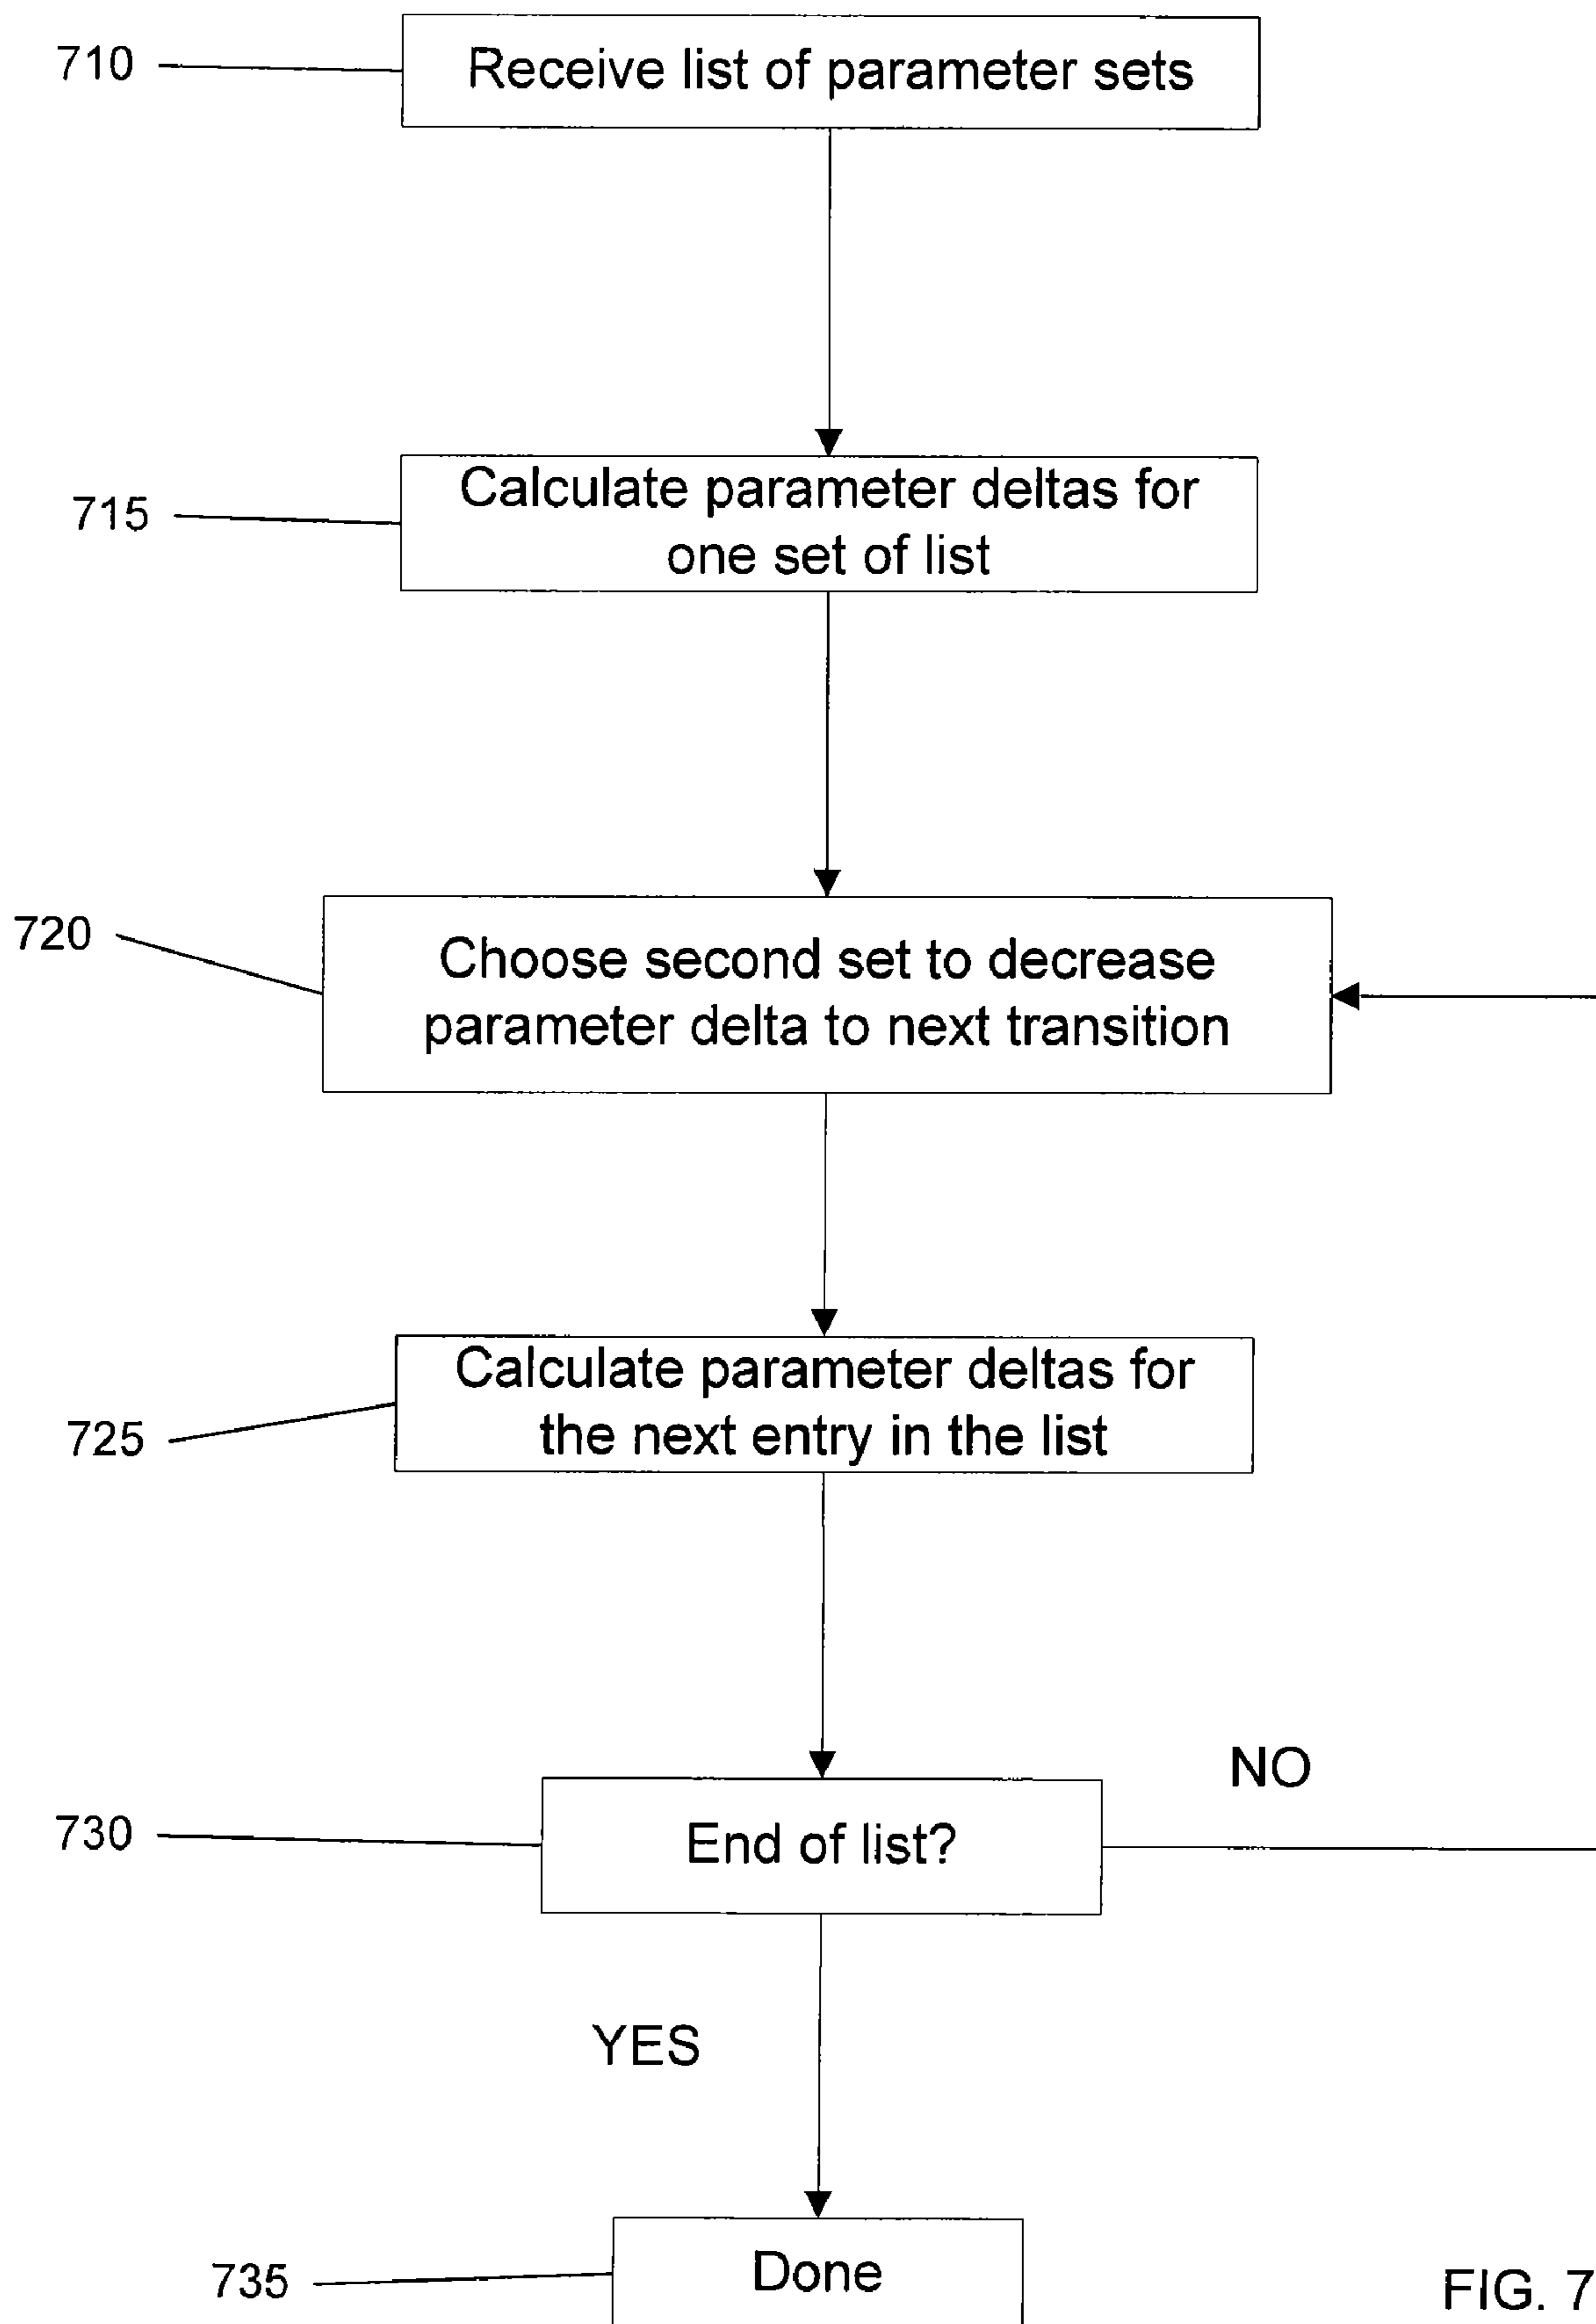 710
Receive list of parameter sets
715
Calculate parameter deltas for
one set of list
720
Choose second set to decrease
parameter delta to next transition
725
Calculate parameter deltas for
the next entry in the list
NO
730
End of list?
YES
735
Done
FIG. 7